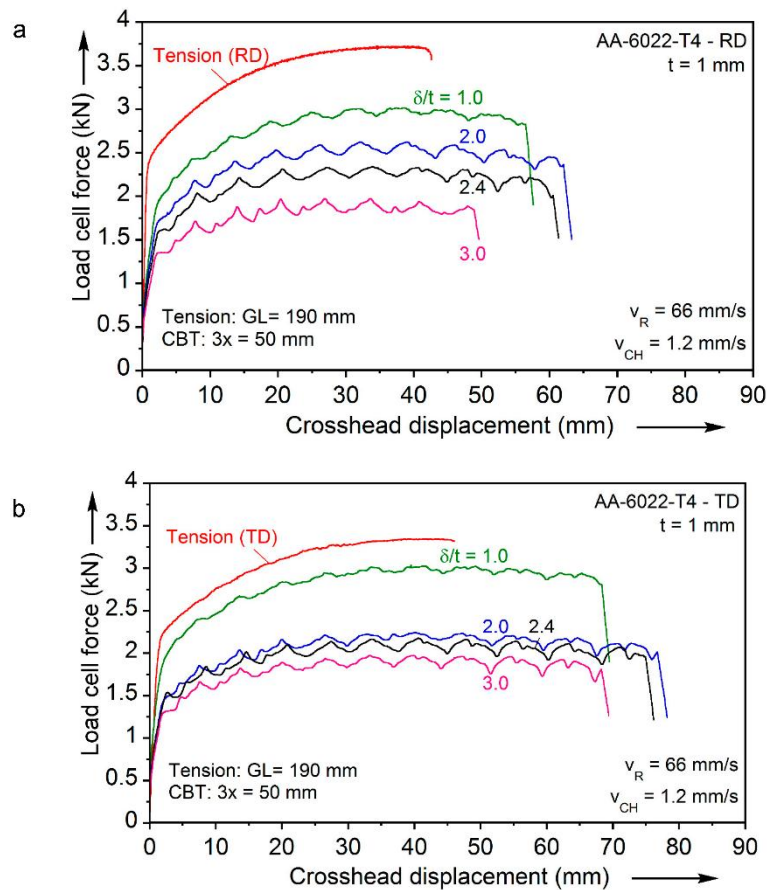 a
AA-6022-T4 - RD
t = 1 mm
Tension (RD)
δ/t = 1.0
2.0
2.4
3.0
Tension: GL= 190 mm
CBT: 3x = 50 mm
v_R = 66 mm/s
v_CH = 1.2 mm/s
Load cell force (kN)
4
3.5
3
2.5
2
1.5
1
0.5
0
0 10 20 30 40 50 60 70 80 90
Crosshead displacement (mm)
b
AA-6022-T4 - TD
t = 1 mm
Tension (TD)
δ/t = 1.0
2.0
2.4
3.0
Tension: GL= 190 mm
CBT: 3x = 50 mm
v_R = 66 mm/s
v_CH = 1.2 mm/s
Load cell force (kN)
4
3.5
3
2.5
2
1.5
1
0.5
0
0 10 20 30 40 50 60 70 80 90
Crosshead displacement (mm)